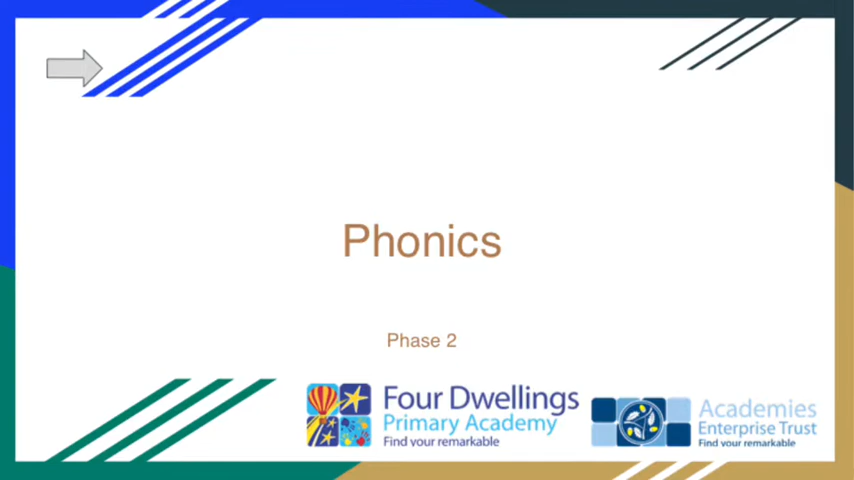 Phonics
Phase 2
Four Dwellings
Primary Academy
Find your remarkable
Academies
Enterprise Trust
Find your remarkable